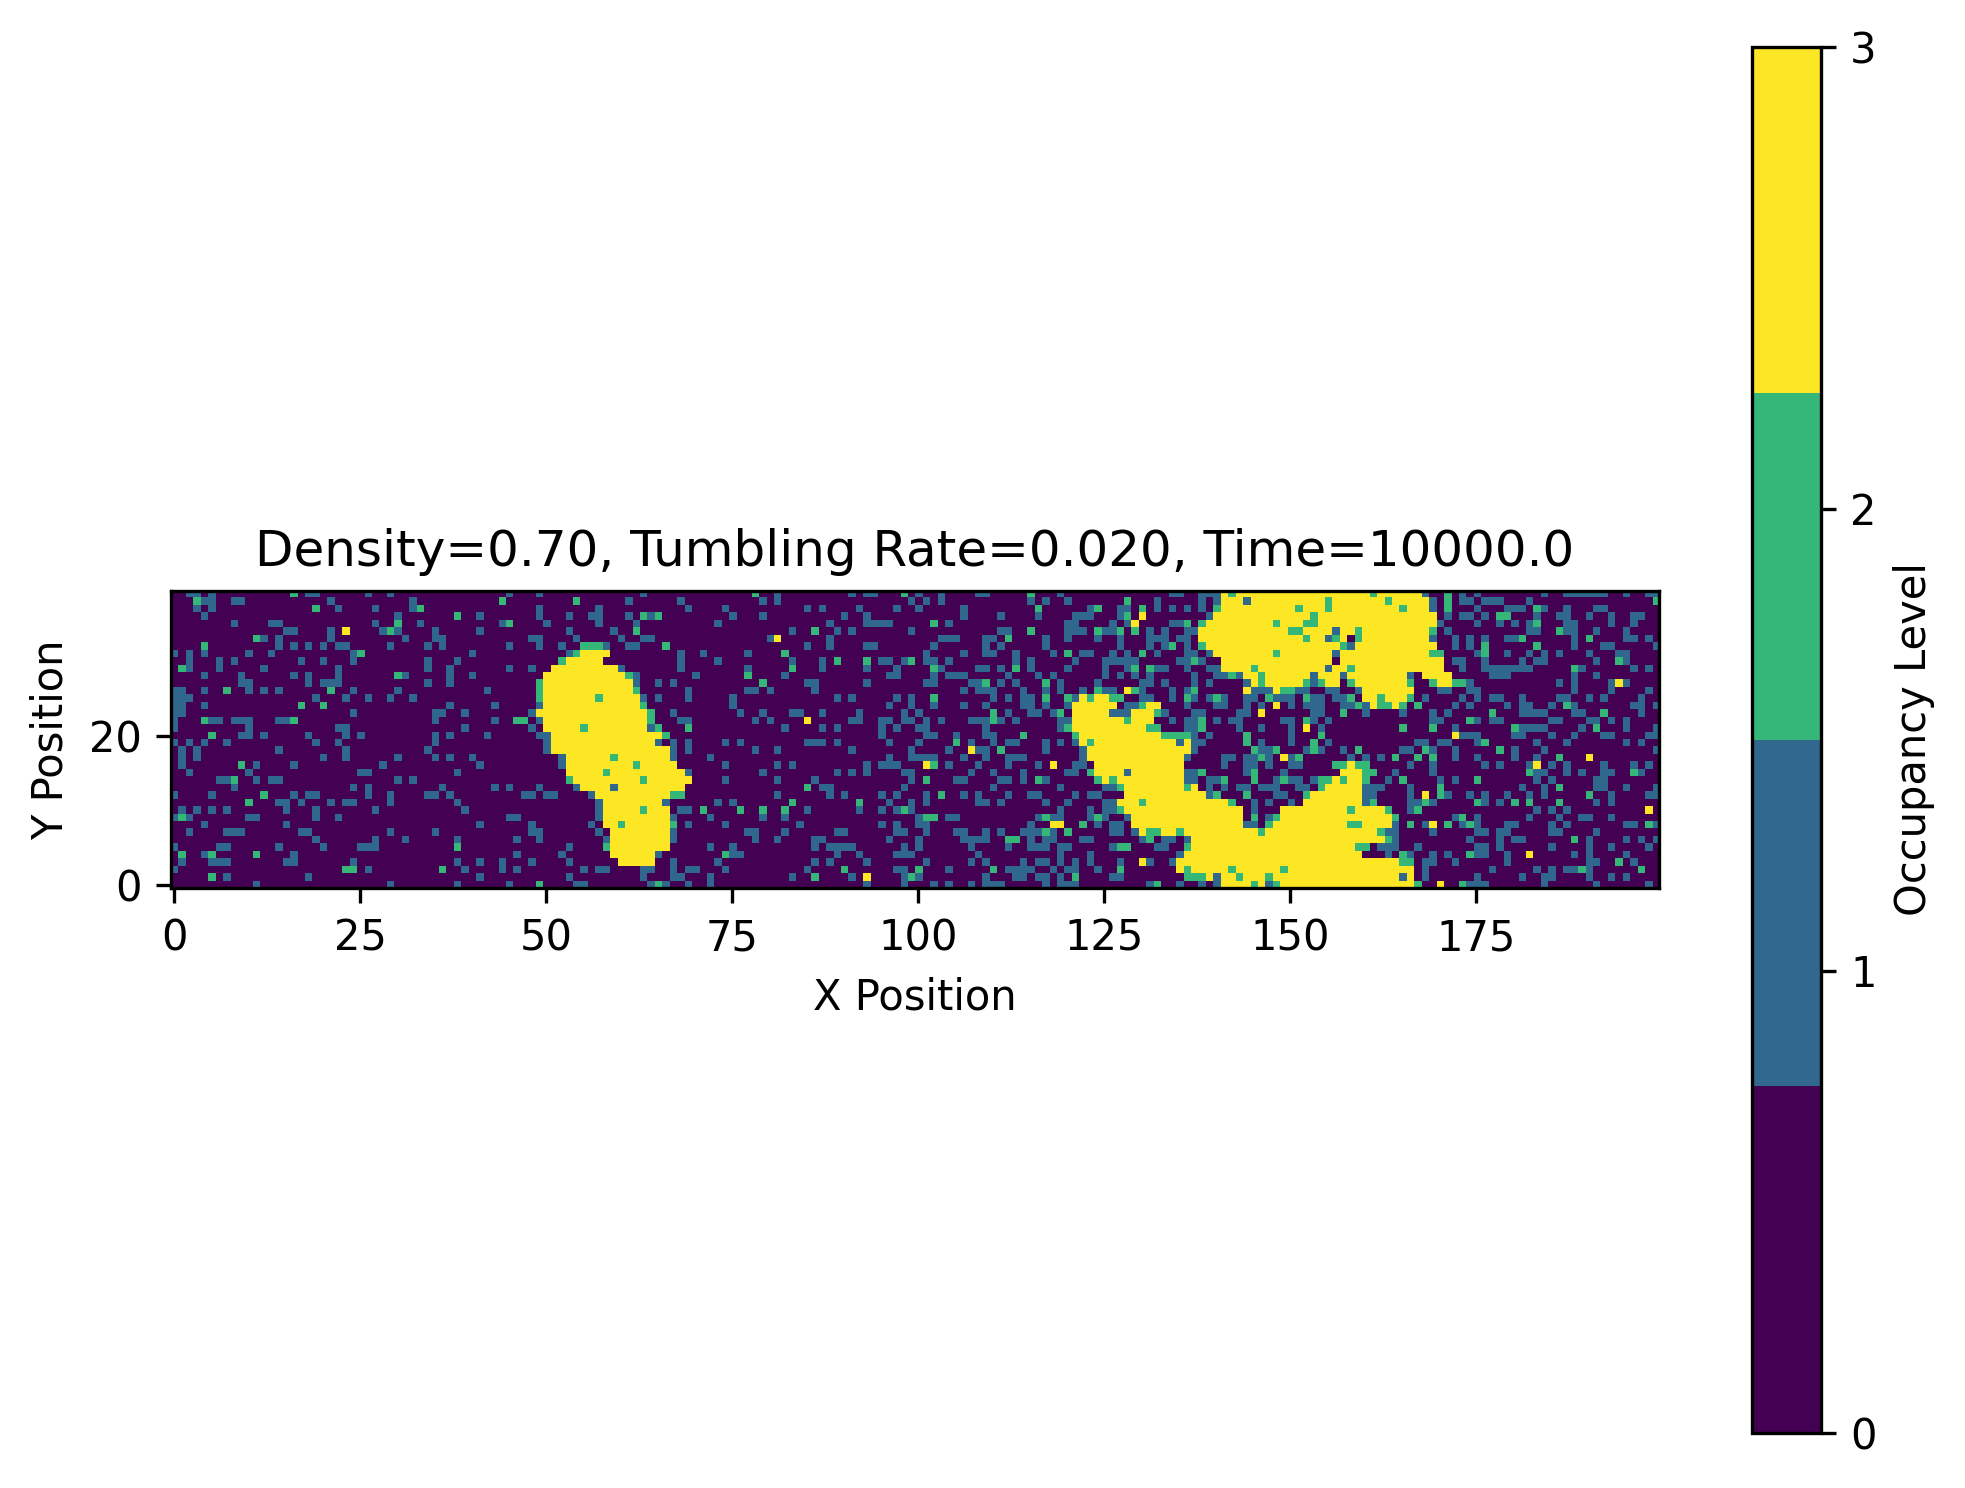 Density=0.70, Tumbling Rate=0.020, Time=10000.0
Y Position
20
0
0 25 50 75 100 125 150 175
X Position
3
2
1
0
Occupancy Level